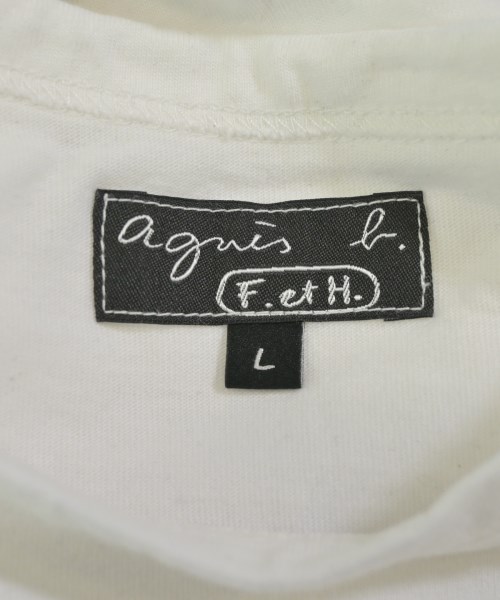 agnès b.
F. et H.
L